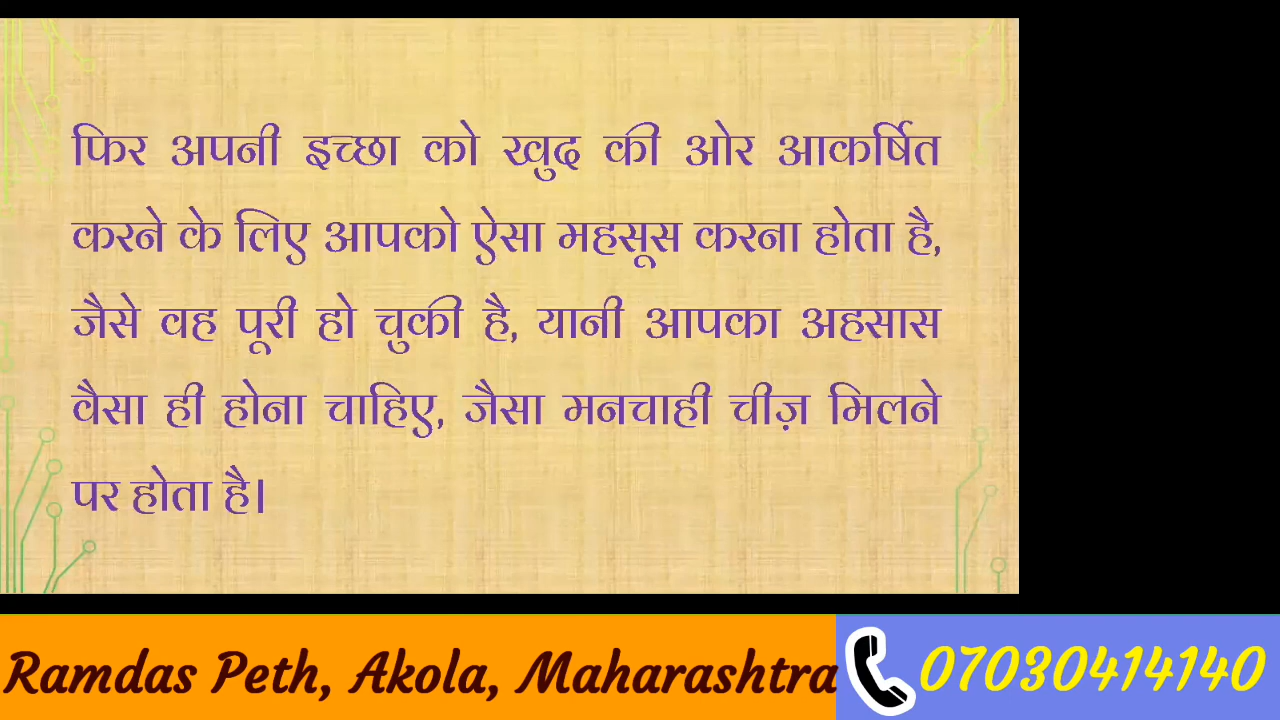 फिर अपनी इच्छा को खुद की ओर आकर्षित
करने के लिए आपको ऐसा महसूस करना होता है,
जैसे वह पूरी हो चुकी है, यानी आपका अहसास
वैसा ही होना चाहिए, जैसा मनचाही चीज़ मिलने
पर होता है।
Ramdas Peth, Akola, Maharashtra 07030414140